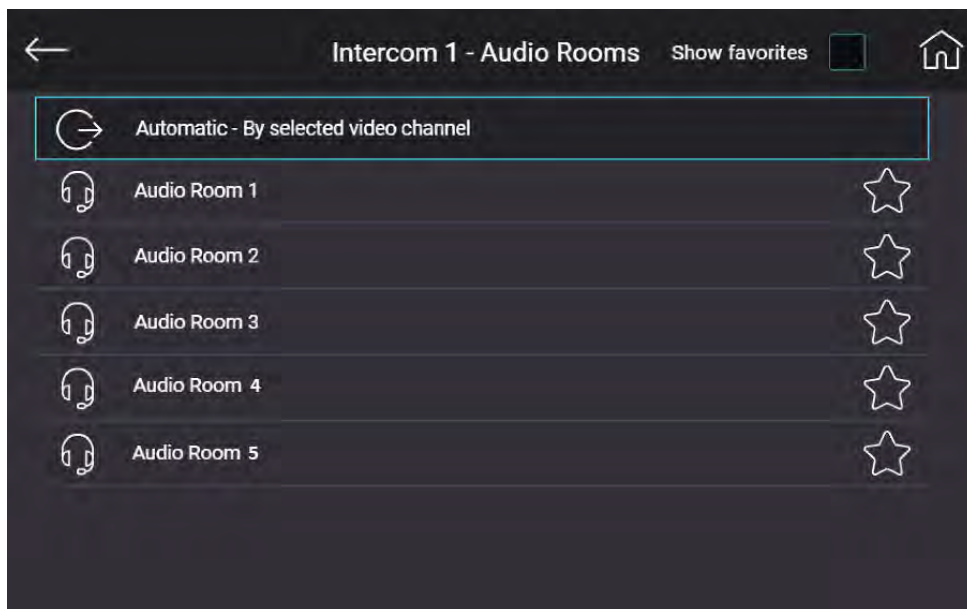 Intercom 1 - Audio Rooms Show favorites
Automatic - By selected video channel
Audio Room 1
Audio Room 2
Audio Room 3
Audio Room 4
Audio Room 5